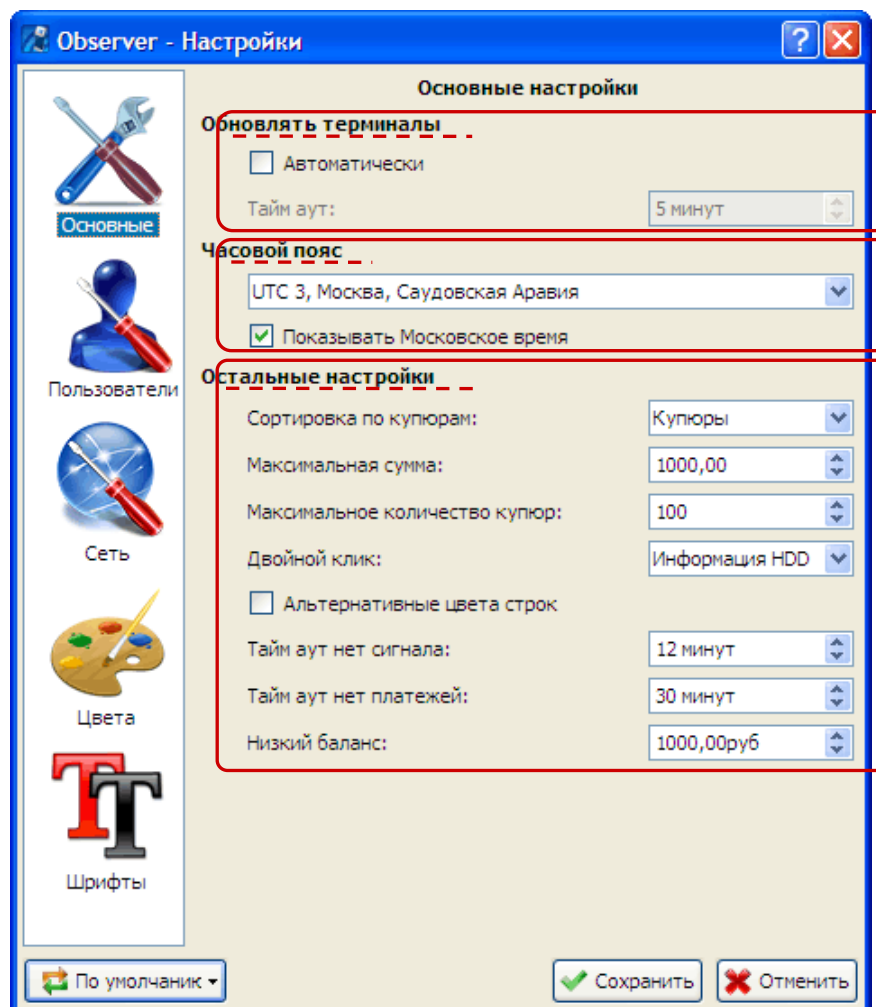 Observer - Настройки
Основные
Пользователи
Сеть
Цвета
Шрифты
Основные настройки
Обновлять терминалы
Автоматически
Тайм аут: 5 минут
Часовой пояс
UTC 3, Москва, Саудовская Аравия
Показывать Московское время
Остальные настройки
Сортировка по купюрам: Купюры
Максимальная сумма: 1000,00
Максимальное количество купюр: 100
Двойной клик: Информация HDD
Альтернативные цвета строк
Тайм аут нет сигнала: 12 минут
Тайм аут нет платежей: 30 минут
Низкий баланс: 1000,00руб
По умолчаник Сохранить Отменить